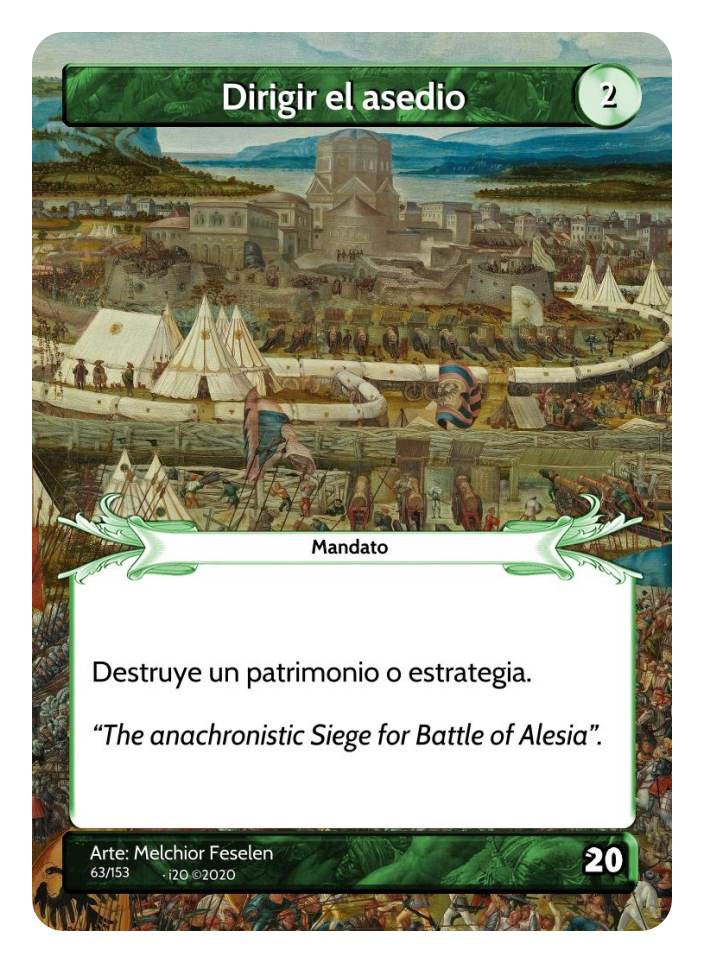 Dirigir el asedio
2
Mandato
Destruye un patrimonio o estrategia.
“The anachronistic Siege for Battle of Alesia”.
Arte: Melchior Feselen
63/153 · i20 ©2020
20